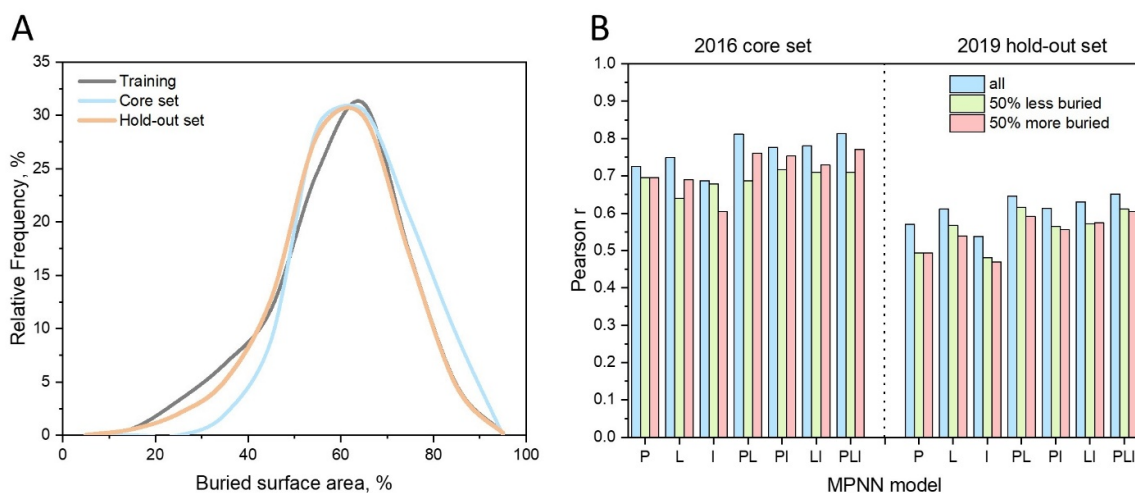 A
Training
Core set
Hold-out set
Relative Frequency, %
35
30
25
20
15
10
5
0
0 20 40 60 80 100
Buried surface area, %
B
2016 core set 2019 hold-out set
all
50% less buried
50% more buried
Pearson r
1.0
0.9
0.8
0.7
0.6
0.5
0.4
0.3
0.2
0.1
0.0
P L I PL PI LI PLI P L I PL PI LI PLI
MPNN model